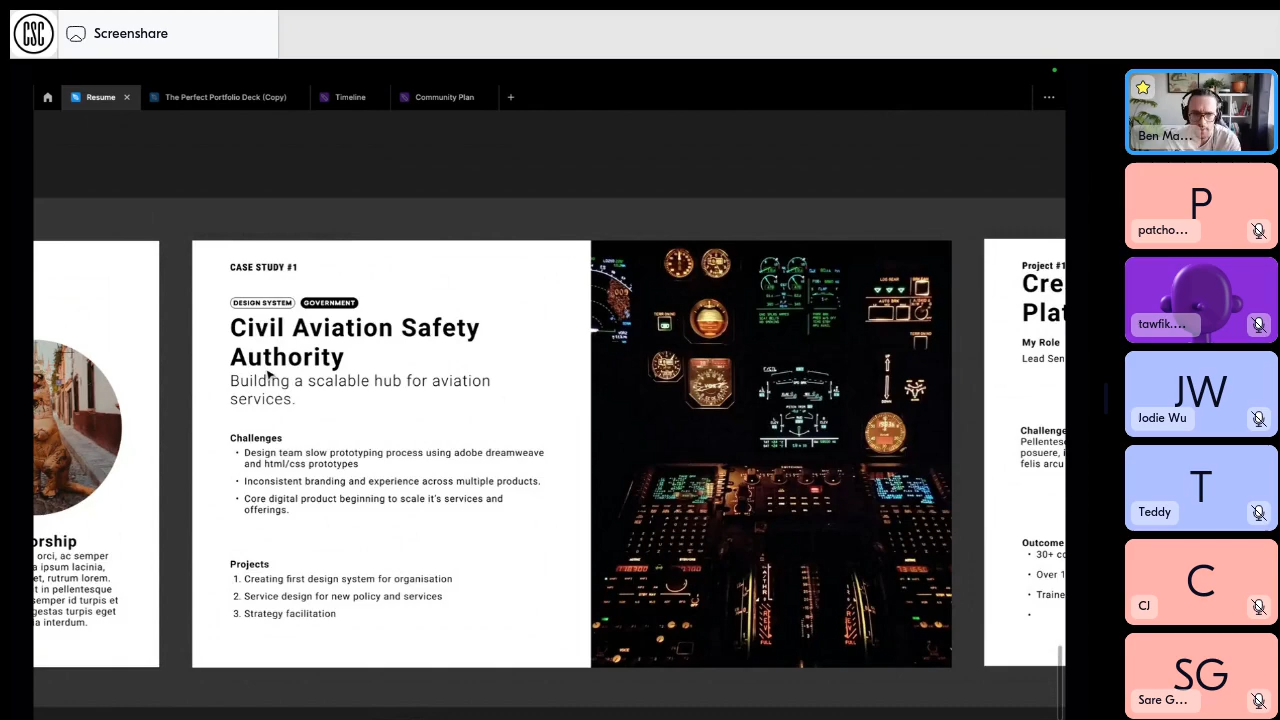 CSC
Screenshare
Resume
The Perfect Portfolio Deck (Copy)
Timeline
Community Plan
CASE STUDY #1
DESIGN SYSTEM GOVERNMENT
Civil Aviation Safety
Authority
Building a scalable hub for aviation
services.
Challenges
• Design team slow prototyping process using adobe dreamweave
and html/css prototypes
• Inconsistent branding and experience across multiple products.
• Core digital product beginning to scale it's services and
offerings.
Projects
1. Creating first design system for organisation
2. Service design for new policy and services
3. Strategy facilitation
orship
orci, ac semper
a ipsum lacinia,
et, rutrum lorem.
t in pellentesque
semper id turpis et
gestas turpis eget
a interdum.
Project #1
Cre
Plat
My Role
Lead Sen
Challenge
Pellentes
posuere, i
felis arcu
Outcome
• 30+ co
• Over 1
• Traine
Ben Ma...
P
patcho...
tawfik....
JW
Jodie Wu
T
Teddy
C
CJ
SG
Sare G...